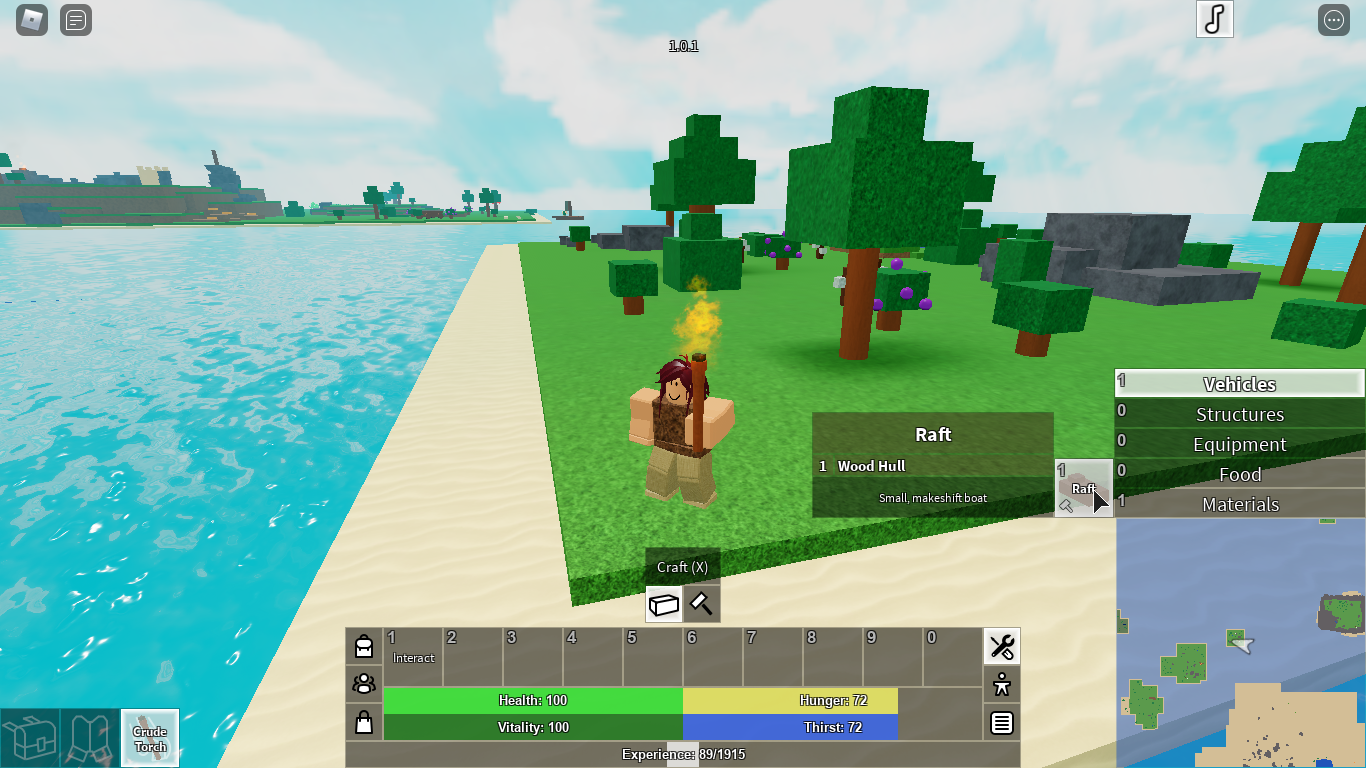 1.0.1
1 Vehicles
0 Structures
0 Equipment
0 Food
1 Materials
Raft
1 Wood Hull
Small, makeshift boat
1
Raft
Craft (X)
1 2 3 4 5 6 7 8 9 0
Interact
Health: 100 Hunger: 72
Vitality: 100 Thirst: 72
Experience: 89/1915
Crude
Torch